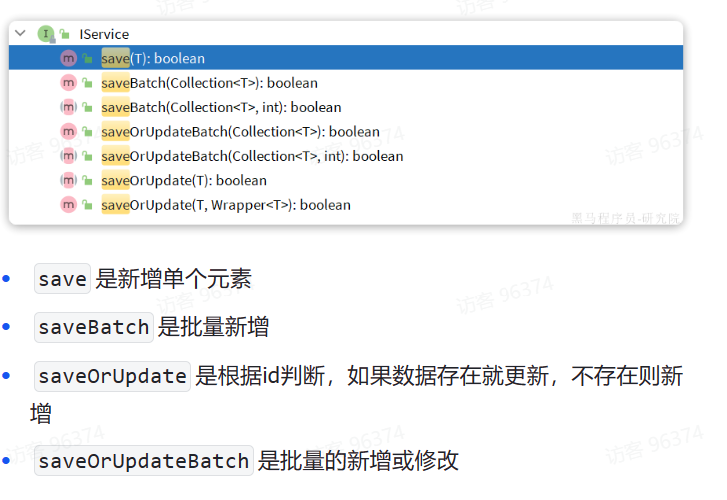 IService
save(T): boolean
saveBatch(Collection<T>): boolean
saveBatch(Collection<T>, int): boolean
saveOrUpdateBatch(Collection<T>): boolean
saveOrUpdateBatch(Collection<T>, int): boolean
saveOrUpdate(T): boolean
saveOrUpdate(T, Wrapper<T>): boolean
黑马程序员-研究院
save 是新增单个元素
saveBatch 是批量新增
saveOrUpdate 是根据id判断，如果数据存在就更新，不存在则新
增
saveOrUpdateBatch 是批量的新增或修改
访客 96374